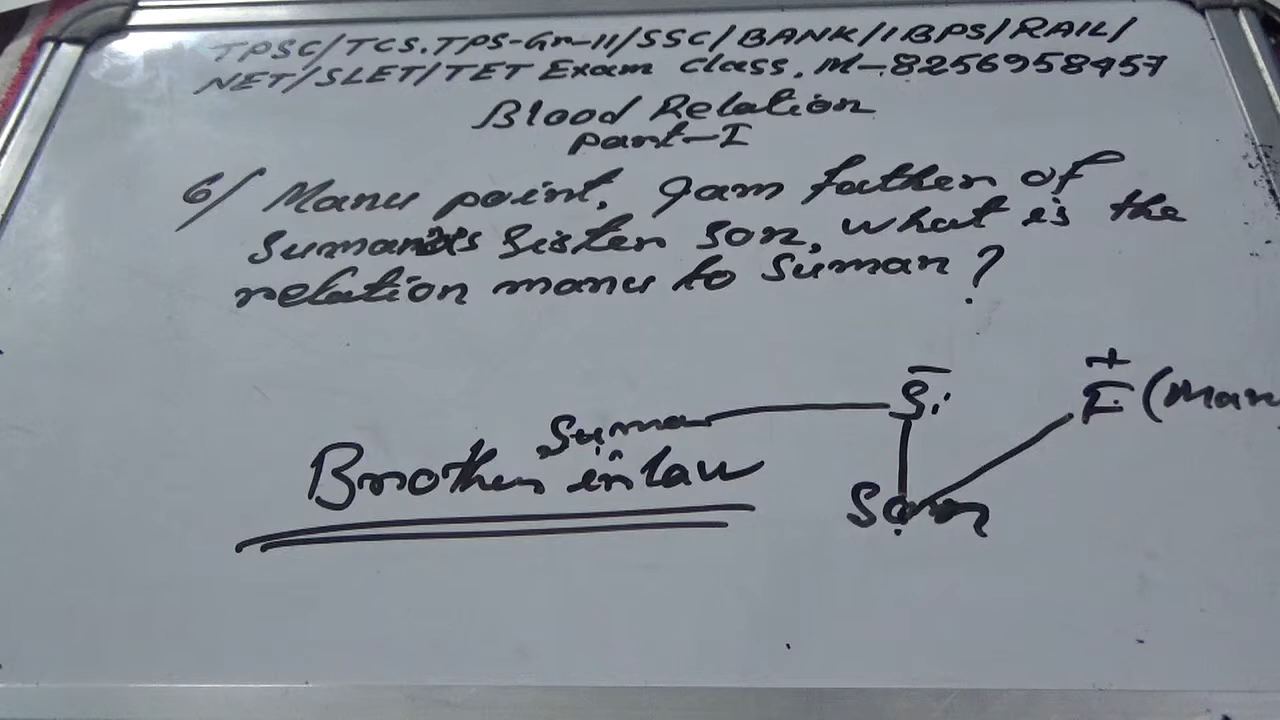 TPSC/TCS.TPS-Gr-II/SSC/BANK/IBPS/RAIL/
NET/SLET/TET Exam Class. M-8256958457
Blood Relation
Part-I
6/ Manu point, I am father of
Suman's Sister Son, what is the
relation manu to Suman?
Si
F (Man
Suman
Brother in law
Son